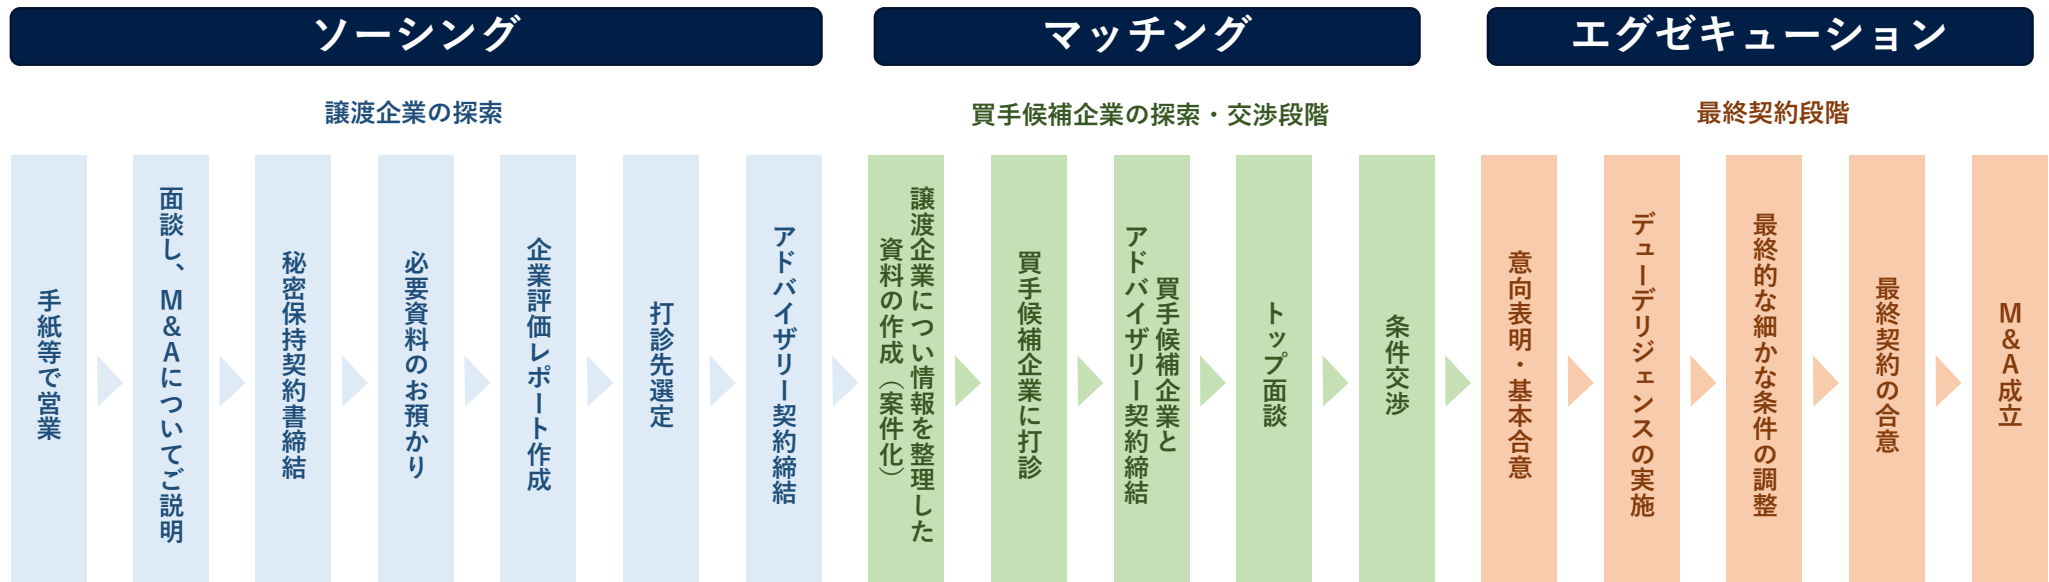 ソーシング
マッチング
エグゼキューション
譲渡企業の探索
買手候補企業の探索・交渉段階
最終契約段階
手紙等で営業
面談し、M&Aについてご説明
秘密保持契約書締結
必要資料のお預かり
企業評価レポート作成
打診先選定
アドバイザリー契約締結
譲渡企業につい情報を整理した
資料の作成（案件化）
買手候補企業に打診
買手候補企業と
アドバイザリー契約締結
トップ面談
条件交渉
意向表明・基本合意
デューデリジェンスの実施
最終的な細かな条件の調整
最終契約の合意
M&A成立